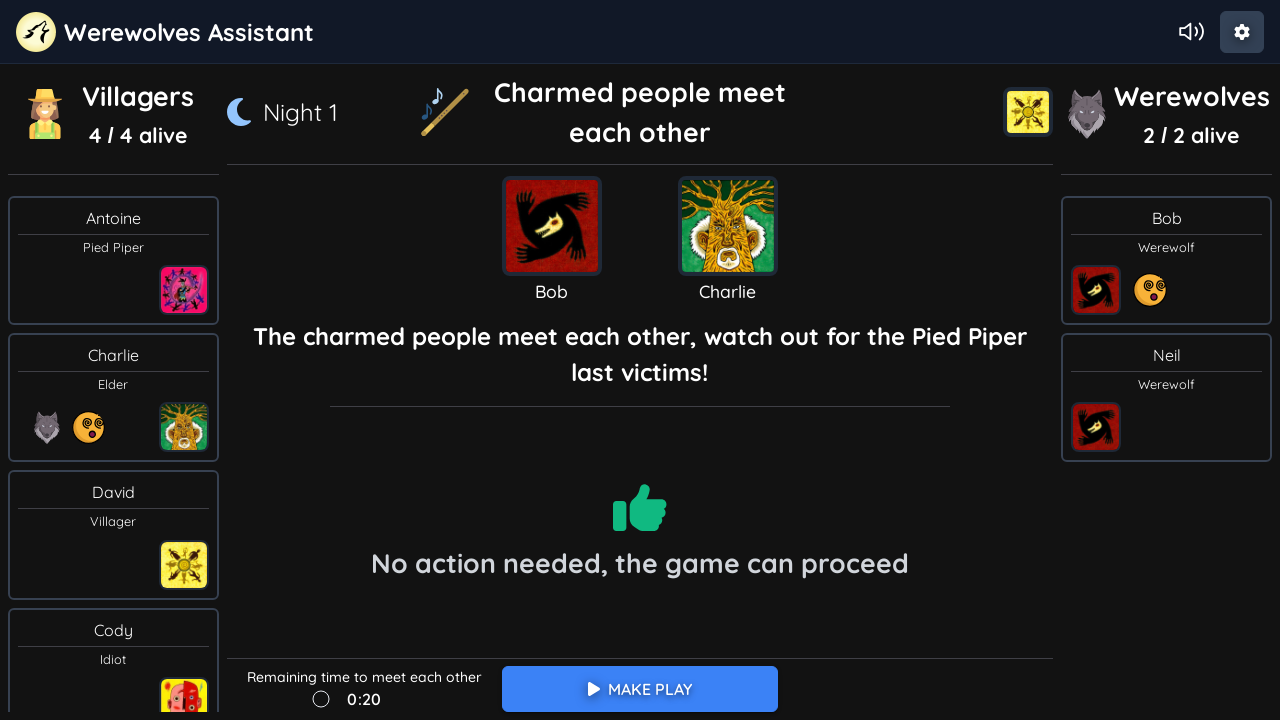 Werewolves Assistant
Villagers
4 / 4 alive
Antoine
Pied Piper
Charlie
Elder
David
Villager
Cody
Idiot
Night 1
Charmed people meet
each other
Bob
Charlie
The charmed people meet each other, watch out for the Pied Piper
last victims!
No action needed, the game can proceed
Remaining time to meet each other
0:20
MAKE PLAY
Werewolves
2 / 2 alive
Bob
Werewolf
Neil
Werewolf